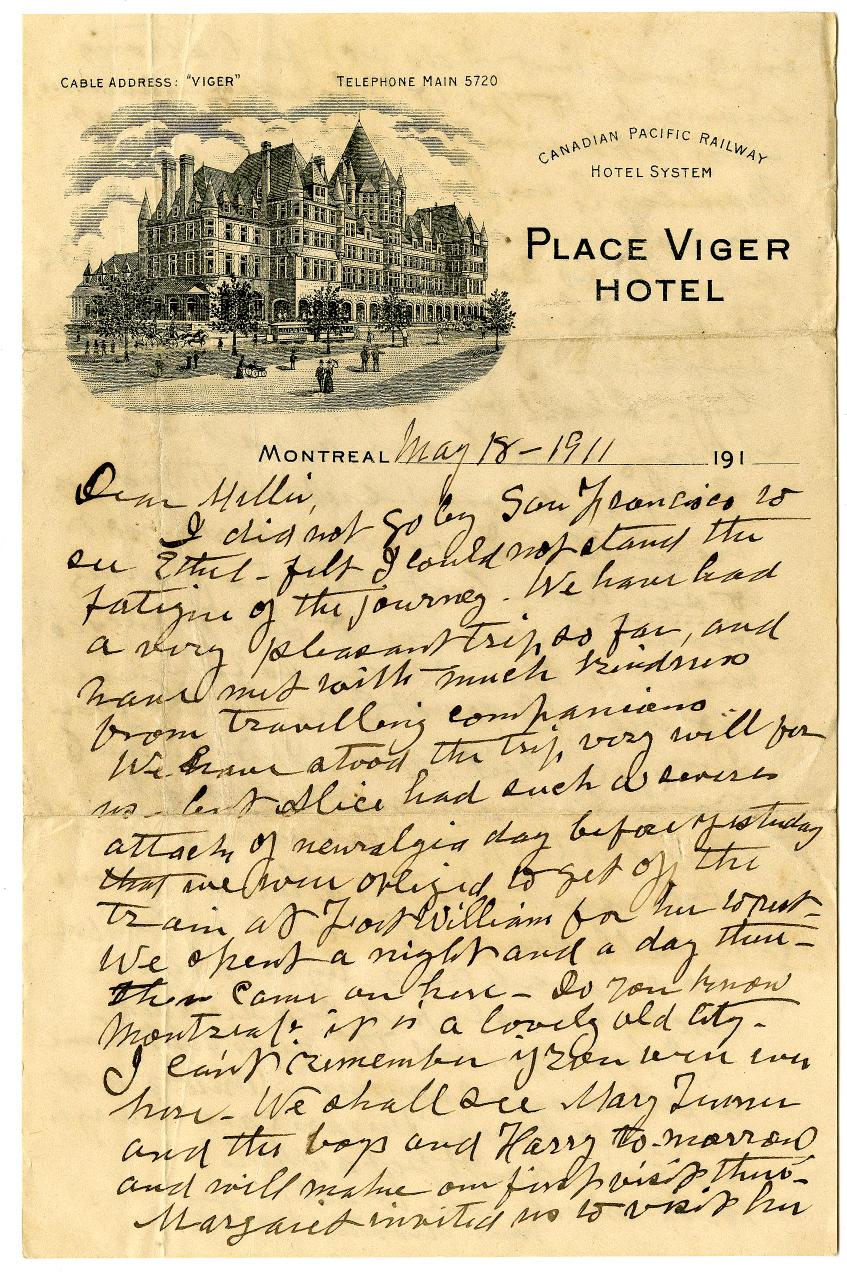 CABLE ADDRESS: "VIGER"
TELEPHONE MAIN 5720
CANADIAN PACIFIC RAILWAY
HOTEL SYSTEM
PLACE VIGER
HOTEL
MONTREAL May 18 - 1911 191
Dear Millie,
I did not go by San Francisco to
see Ethel - felt I could not stand the
fatigue of the journey. We have had
a very pleasant trip so far, and
have met with much kindness
from travelling companions.
We have stood the trip very well for
us - but Alice had such a severe
attack of neuralgia day before yesterday
that we were obliged to get off the
train at Fort William for her to rest -
We spent a night and a day there -
then came on here - Do you know
Montreal? it is a lovely old city -
I can't remember if you were ever
here - We shall see Mary Turner
and the boys and Harry to-morrow
and will make our first visit there -
Margaret invited us to visit her